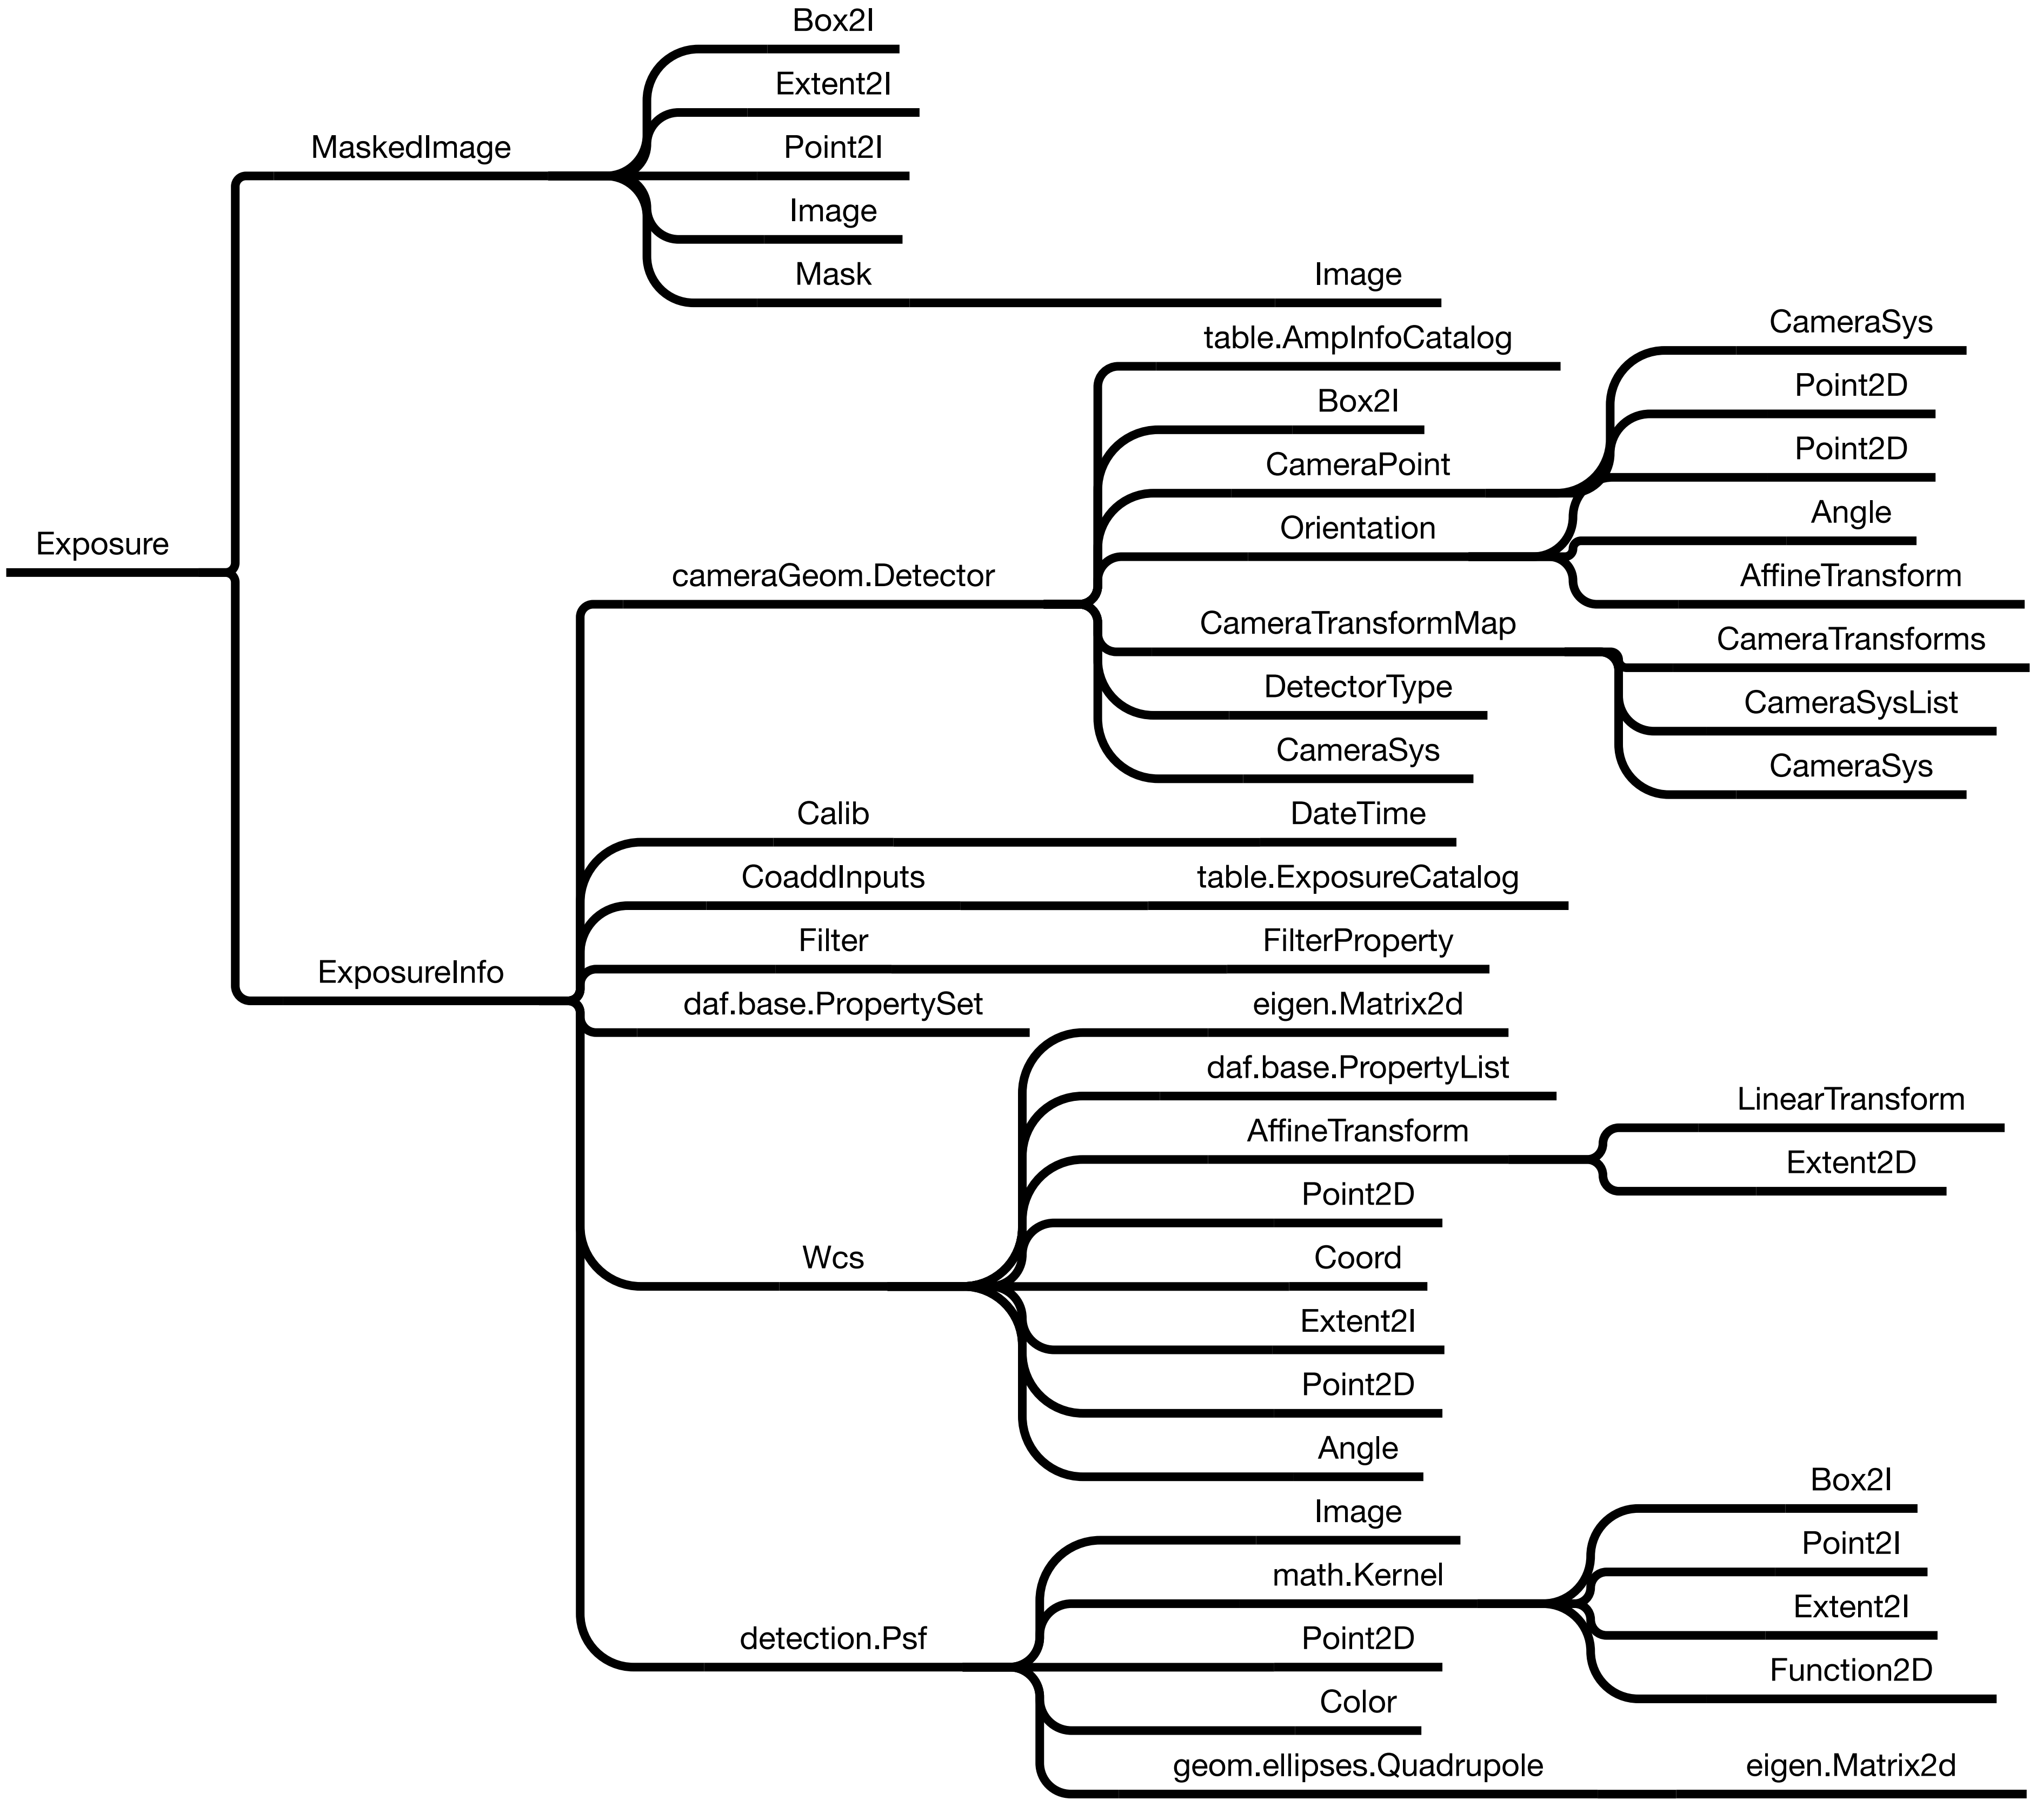 Box2I
Extent2I
MaskedImage
Point2I
Image
Mask
Image
CameraSys
table.AmpInfoCatalog
Point2D
Box2I
Point2D
CameraPoint
Angle
Orientation
Exposure
cameraGeom.Detector
AffineTransform
CameraTransformMap
CameraTransforms
DetectorType
CameraSysList
CameraSys
CameraSys
Calib
DateTime
CoaddInputs
table.ExposureCatalog
Filter
FilterProperty
ExposureInfo
daf.base.PropertySet
eigen.Matrix2d
daf.base.PropertyList
LinearTransform
AffineTransform
Extent2D
Point2D
Wcs
Coord
Extent2I
Point2D
Angle
Box2I
Image
Point2I
math.Kernel
Extent2I
detection.Psf
Point2D
Function2D
Color
geom.ellipses.Quadrupole
eigen.Matrix2d